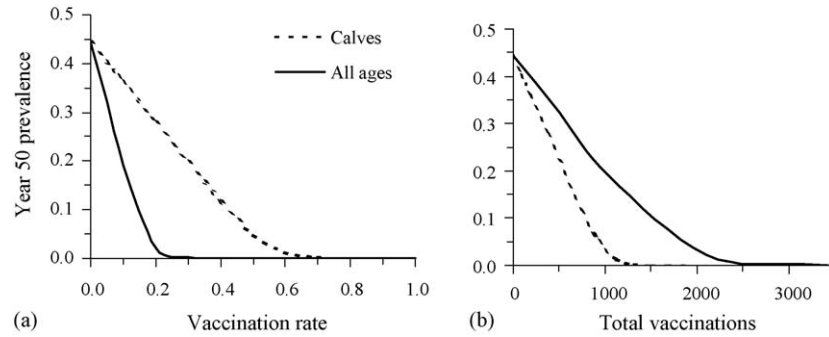 0.5
0.4
0.3
0.2
0.1
0.0
Year 50 prevalence
Calves
All ages
0.0 0.2 0.4 0.6 0.8 1.0
(a) Vaccination rate
0.5
0.4
0.3
0.2
0.1
0.0
0 1000 2000 3000
(b) Total vaccinations